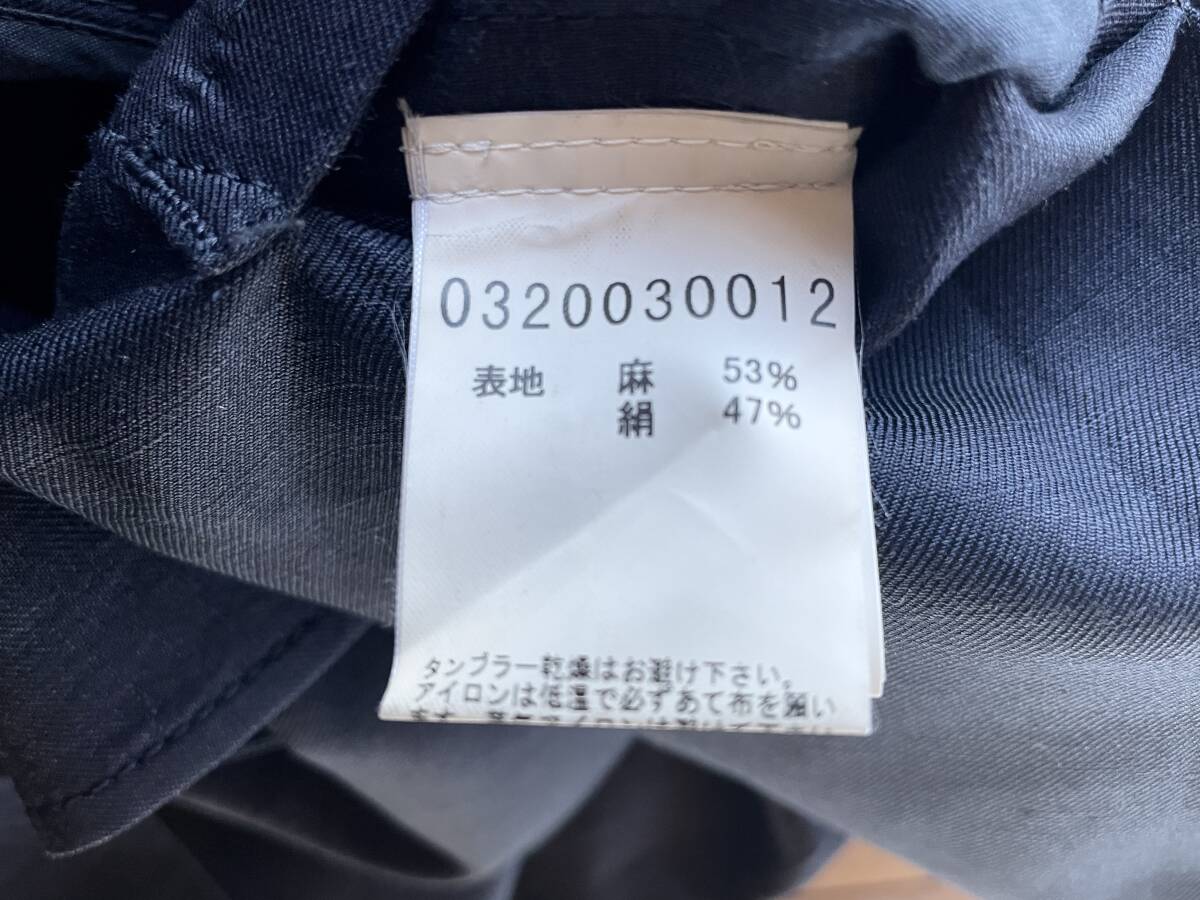 0320030012
表地 麻 53%
絹 47%
タンブラー乾燥はお避け下さい。
アイロンは低温で必ずあて布を願い